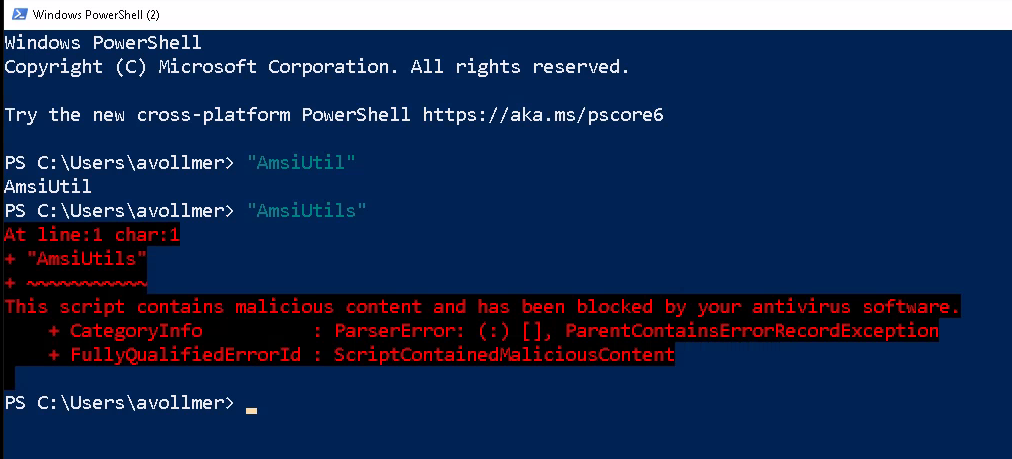 Windows PowerShell (2)
Windows PowerShell
Copyright (C) Microsoft Corporation. All rights reserved.
Try the new cross-platform PowerShell https://aka.ms/pscore6
PS C:\Users\avollmer> "AmsiUtil"
AmsiUtil
PS C:\Users\avollmer> "AmsiUtils"
At line:1 char:1
+ "AmsiUtils"
+ ~~~~~~~~~~~
This script contains malicious content and has been blocked by your antivirus software.
    + CategoryInfo          : ParserError: (:) [], ParentContainsErrorRecordException
    + FullyQualifiedErrorId : ScriptContainedMaliciousContent
PS C:\Users\avollmer>